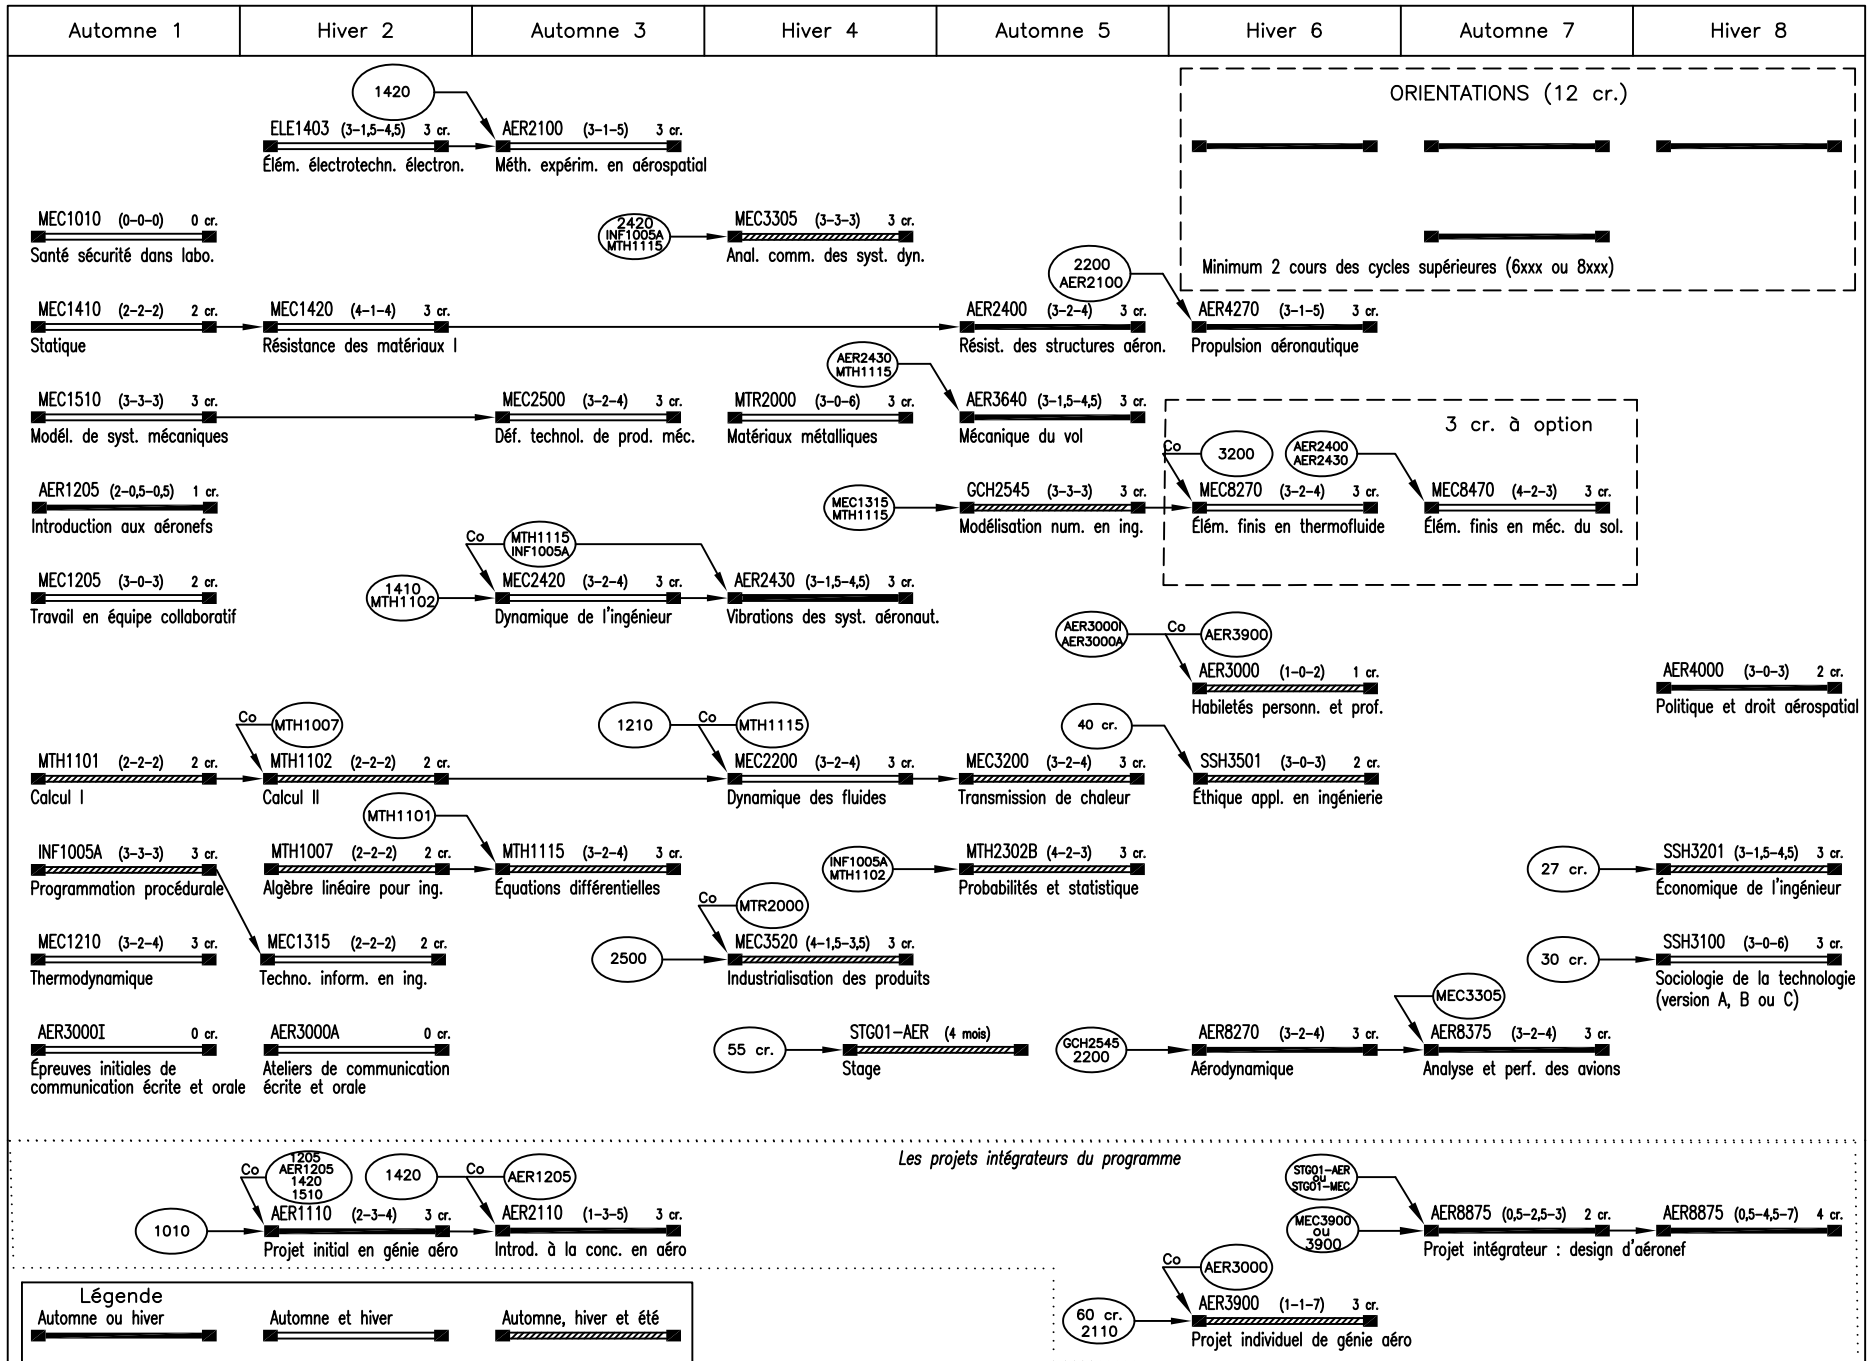 Automne 1
Hiver 2
Automne 3
Hiver 4
Automne 5
Hiver 6
Automne 7
Hiver 8
1420
ORIENTATIONS (12 cr.)
ELE1403 (3-1,5-4,5) 3 cr.
Élém. électrotechn. électron.
AER2100 (3-1-5) 3 cr.
Méth. expérim. en aérospatial
MEC1010 (0-0-0) 0 cr.
Santé sécurité dans labo.
2420
INF1005A
MTH1115
MEC3305 (3-3-3) 3 cr.
Anal. comm. des syst. dyn.
2200
AER2100
Minimum 2 cours des cycles supérieures (6xxx ou 8xxx)
MEC1410 (2-2-2) 2 cr.
Statique
MEC1420 (4-1-4) 3 cr.
Résistance des matériaux I
AER2400 (3-2-4) 3 cr.
Résist. des structures aéron.
AER4270 (3-1-5) 3 cr.
Propulsion aéronautique
AER2430
MTH1115
MEC1510 (3-3-3) 3 cr.
Modél. de syst. mécaniques
MEC2500 (3-2-4) 3 cr.
Déf. technol. de prod. méc.
MTR2000 (3-0-6) 3 cr.
Matériaux métalliques
AER3640 (3-1,5-4,5) 3 cr.
Mécanique du vol
3 cr. à option
Co
3200
AER2400
AER2430
AER1205 (2-0,5-0,5) 1 cr.
Introduction aux aéronefs
MEC1315
MTH1115
GCH2545 (3-3-3) 3 cr.
Modélisation num. en ing.
MEC8270 (3-2-4) 3 cr.
Élém. finis en thermofluide
MEC8470 (4-2-3) 3 cr.
Élém. finis en méc. du sol.
Co
MTH1115
INF1005A
MEC1205 (3-0-3) 2 cr.
Travail en équipe collaboratif
1410
MTH1102
MEC2420 (3-2-4) 3 cr.
Dynamique de l'ingénieur
AER2430 (3-1,5-4,5) 3 cr.
Vibrations des syst. aéronaut.
AER3000I
AER3000A
Co
AER3900
AER3000 (1-0-2) 1 cr.
Habiletés personn. et prof.
AER4000 (3-0-3) 2 cr.
Politique et droit aérospatial
Co
MTH1007
1210
Co
MTH1115
40 cr.
MTH1101 (2-2-2) 2 cr.
Calcul I
MTH1102 (2-2-2) 2 cr.
Calcul II
MEC2200 (3-2-4) 3 cr.
Dynamique des fluides
MEC3200 (3-2-4) 3 cr.
Transmission de chaleur
SSH3501 (3-0-3) 2 cr.
Éthique appl. en ingénierie
MTH1101
INF1005A (3-3-3) 3 cr.
Programmation procédurale
MTH1007 (2-2-2) 2 cr.
Algèbre linéaire pour ing.
MTH1115 (3-2-4) 3 cr.
Équations différentielles
INF1005A
MTH1102
MTH2302B (4-2-3) 3 cr.
Probabilités et statistique
27 cr.
SSH3201 (3-1,5-4,5) 3 cr.
Économique de l'ingénieur
Co
MTR2000
MEC1210 (3-2-4) 3 cr.
Thermodynamique
MEC1315 (2-2-2) 2 cr.
Techno. inform. en ing.
2500
MEC3520 (4-1,5-3,5) 3 cr.
Industrialisation des produits
30 cr.
SSH3100 (3-0-6) 3 cr.
Sociologie de la technologie
(version A, B ou C)
MEC3305
AER3000I 0 cr.
Épreuves initiales de
communication écrite et orale
AER3000A 0 cr.
Ateliers de communication
écrite et orale
55 cr.
STG01-AER (4 mois)
Stage
GCH2545
2200
AER8270 (3-2-4) 3 cr.
Aérodynamique
AER8375 (3-2-4) 3 cr.
Analyse et perf. des avions
Les projets intégrateurs du programme
Co
1205
AER1205
1420
1510
1420
Co
AER1205
STG01-AER
ou
STG01-MEC
1010
AER1110 (2-3-4) 3 cr.
Projet initial en génie aéro
AER2110 (1-3-5) 3 cr.
Introd. à la conc. en aéro
MEC3900
ou
3900
AER8875 (0,5-2,5-3) 2 cr.
Projet intégrateur : design d'aéronef
AER8875 (0,5-4,5-7) 4 cr.
Co
AER3000
60 cr.
2110
AER3900 (1-1-7) 3 cr.
Projet individuel de génie aéro
Légende
Automne ou hiver
Automne et hiver
Automne, hiver et été